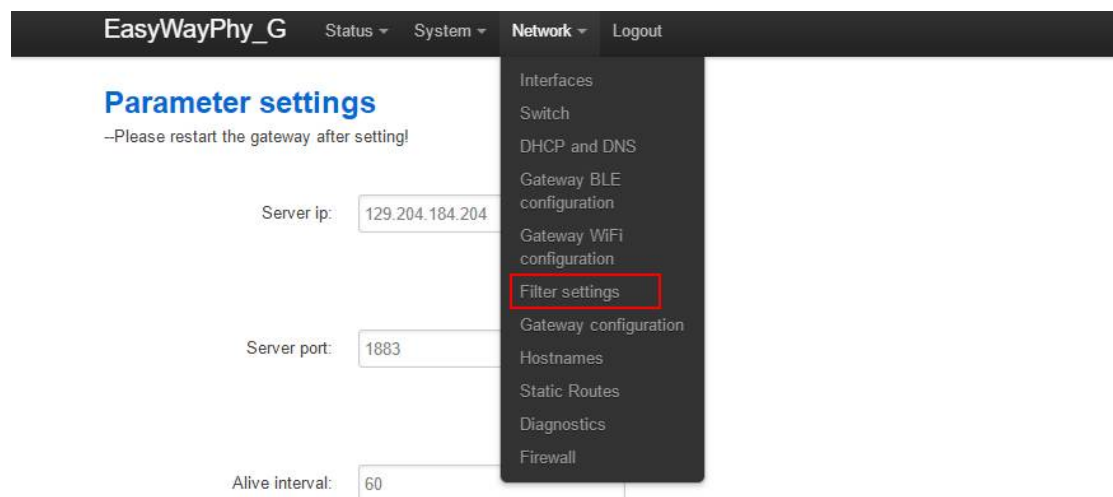 EasyWayPhy_G Status System Network Logout
Parameter settings
--Please restart the gateway after setting!
Server ip: 129.204.184.204
Server port: 1883
Alive interval: 60
Interfaces
Switch
DHCP and DNS
Gateway BLE
configuration
Gateway WiFi
configuration
Filter settings
Gateway configuration
Hostnames
Static Routes
Diagnostics
Firewall